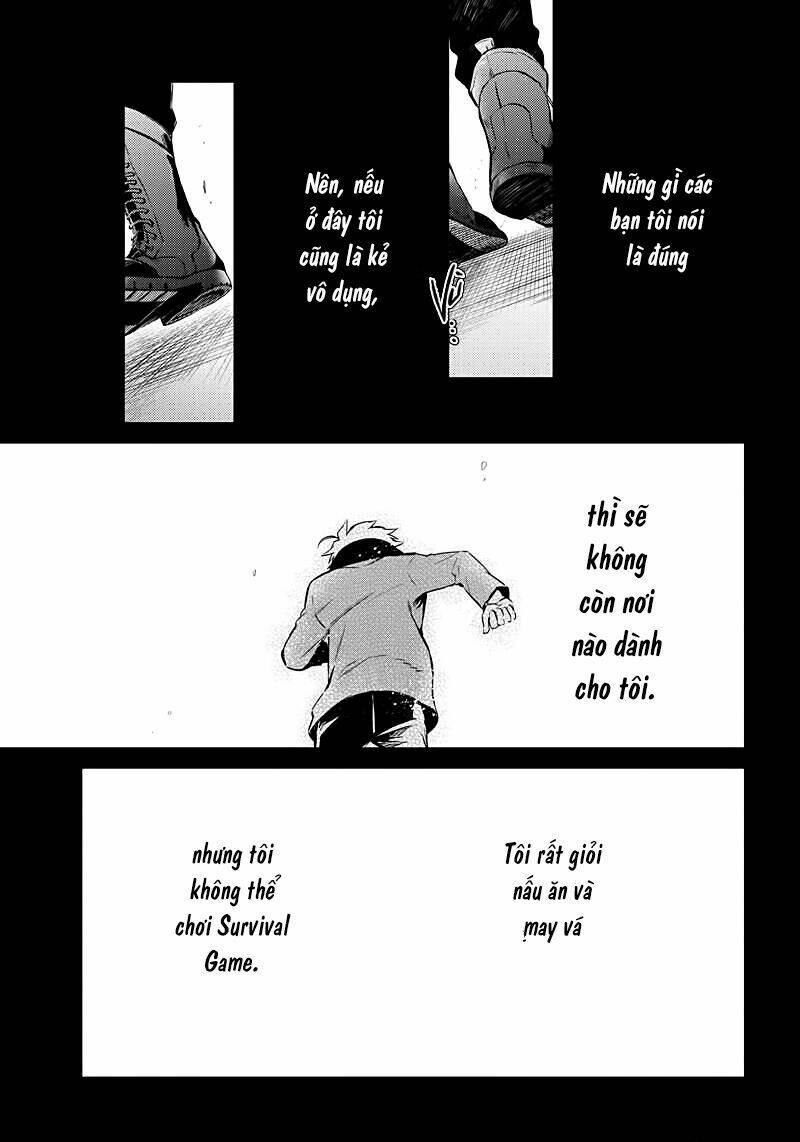 Những gì các
bạn tôi nói
là đúng
Nên, nếu
ở đây tôi
cũng là kẻ
vô dụng,
thì sẽ
không
còn nơi
nào dành
cho tôi.
Tôi rất giỏi
nấu ăn và
may vá
nhưng tôi
không thể
chơi Survival
Game.